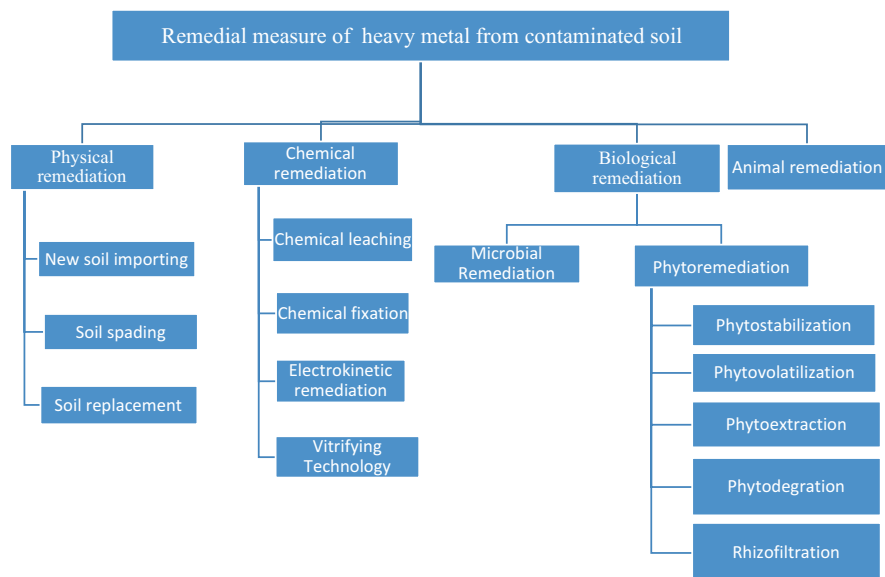 Remedial measure of heavy metal from contaminated soil
Physical
remediation
New soil importing
Soil spading
Soil replacement
Chemical
remediation
Chemical leaching
Chemical fixation
Electrokinetic
remediation
Vitrifying
Technology
Biological
remediation
Microbial
Remediation
Phytoremediation
Phytostabilization
Phytovolatilization
Phytoextraction
Phytodegration
Rhizofiltration
Animal remediation